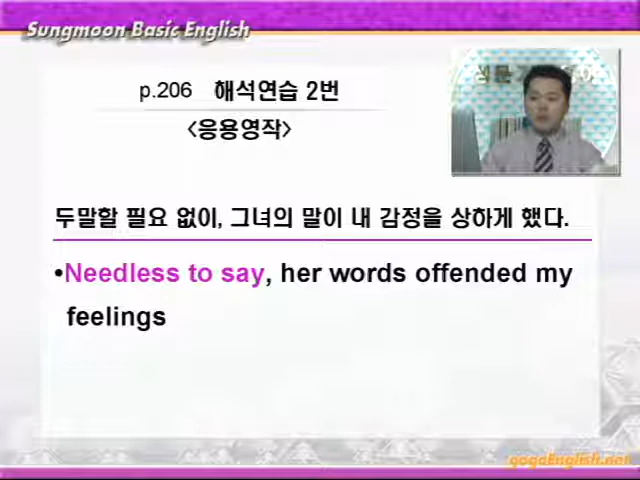 Sungmoon Basic English
p.206 해석연습 2번
<응용영작>
성문
두말할 필요 없이, 그녀의 말이 내 감정을 상하게 했다.
•Needless to say, her words offended my
feelings
gogoEnglish.net